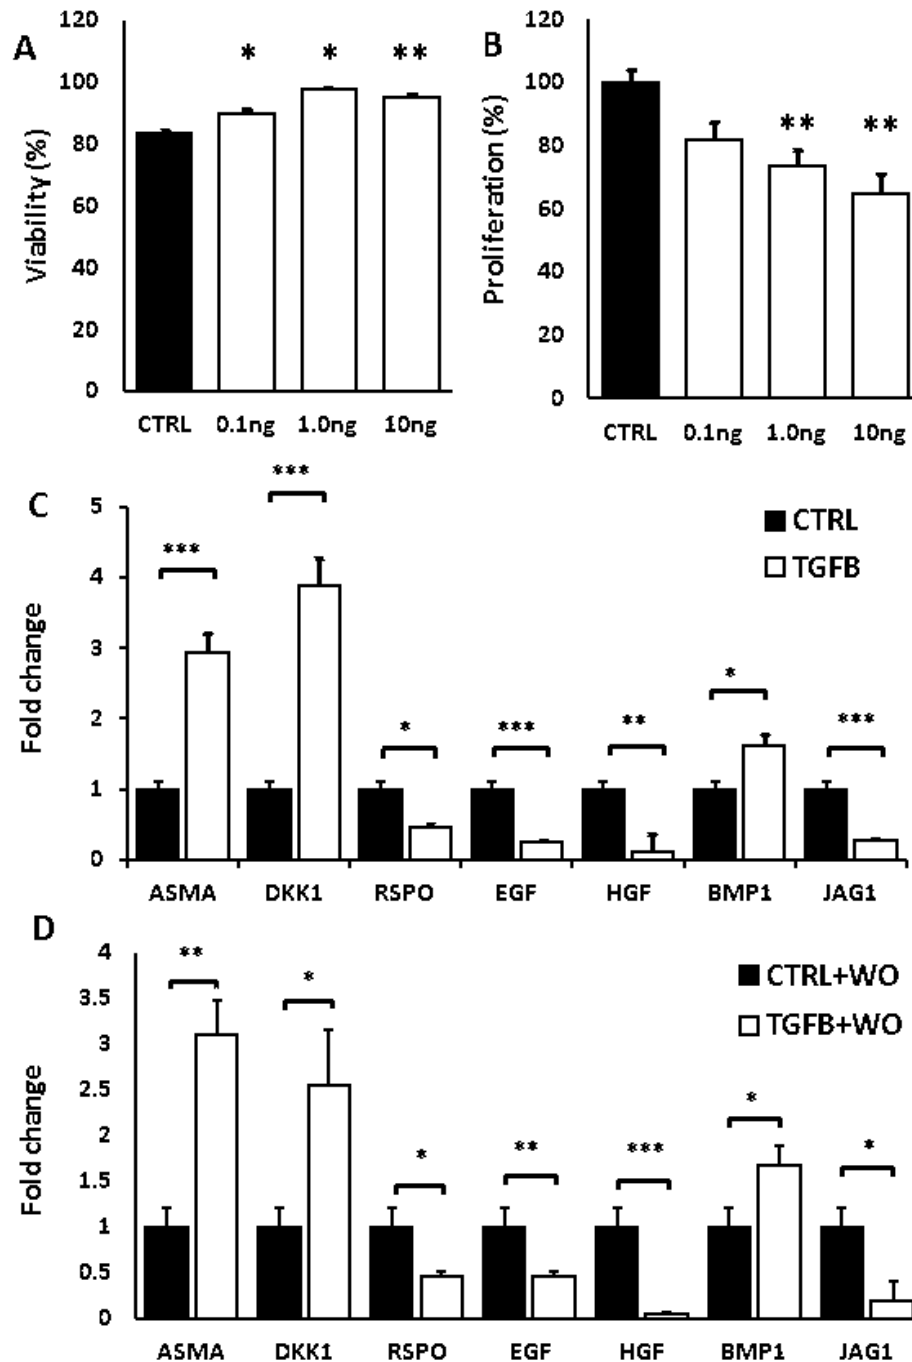 A
Viability (%)
120
100
80
60
40
20
0
* * **
CTRL 0.1ng 1.0ng 10ng
B
Proliferation (%)
120
100
80
60
40
20
0
** **
CTRL 0.1ng 1.0ng 10ng
C
Fold change
5
4
3
2
1
0
*** *** * *** ** * ***
CTRL
TGFB
ASMA DKK1 RSPO EGF HGF BMP1 JAG1
D
Fold change
4
3.5
3
2.5
2
1.5
1
0.5
0
** * * ** *** * *
CTRL+WO
TGFB+WO
ASMA DKK1 RSPO EGF HGF BMP1 JAG1